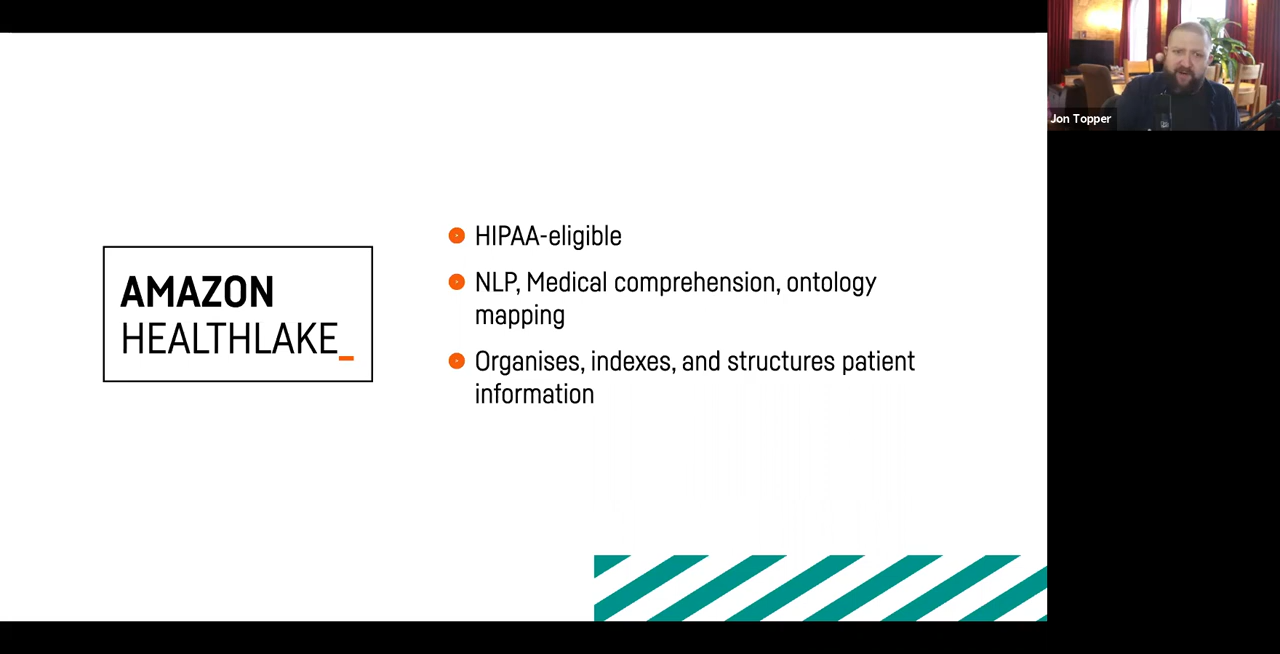 AMAZON
HEALTHLAKE_
HIPAA-eligible
NLP, Medical comprehension, ontology
mapping
Organises, indexes, and structures patient
information
Jon Topper